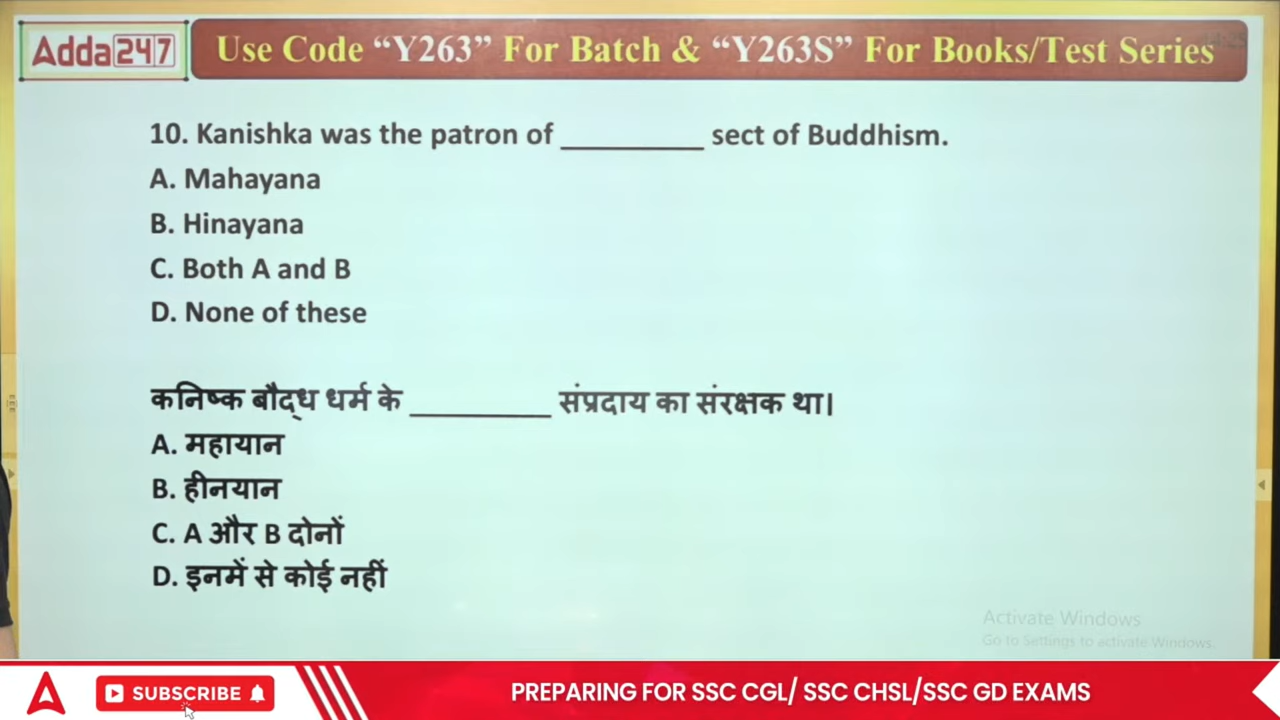 Adda247
Use Code “Y263” For Batch & “Y263S” For Books/Test Series
10. Kanishka was the patron of __________ sect of Buddhism.
A. Mahayana
B. Hinayana
C. Both A and B
D. None of these
कनिष्क बौद्ध धर्म के __________ संप्रदाय का संरक्षक था।
A. महायान
B. हीनयान
C. A और B दोनों
D. इनमें से कोई नहीं
Activate Windows
Go to Settings to activate Windows.
SUBSCRIBE
PREPARING FOR SSC CGL/ SSC CHSL/SSC GD EXAMS